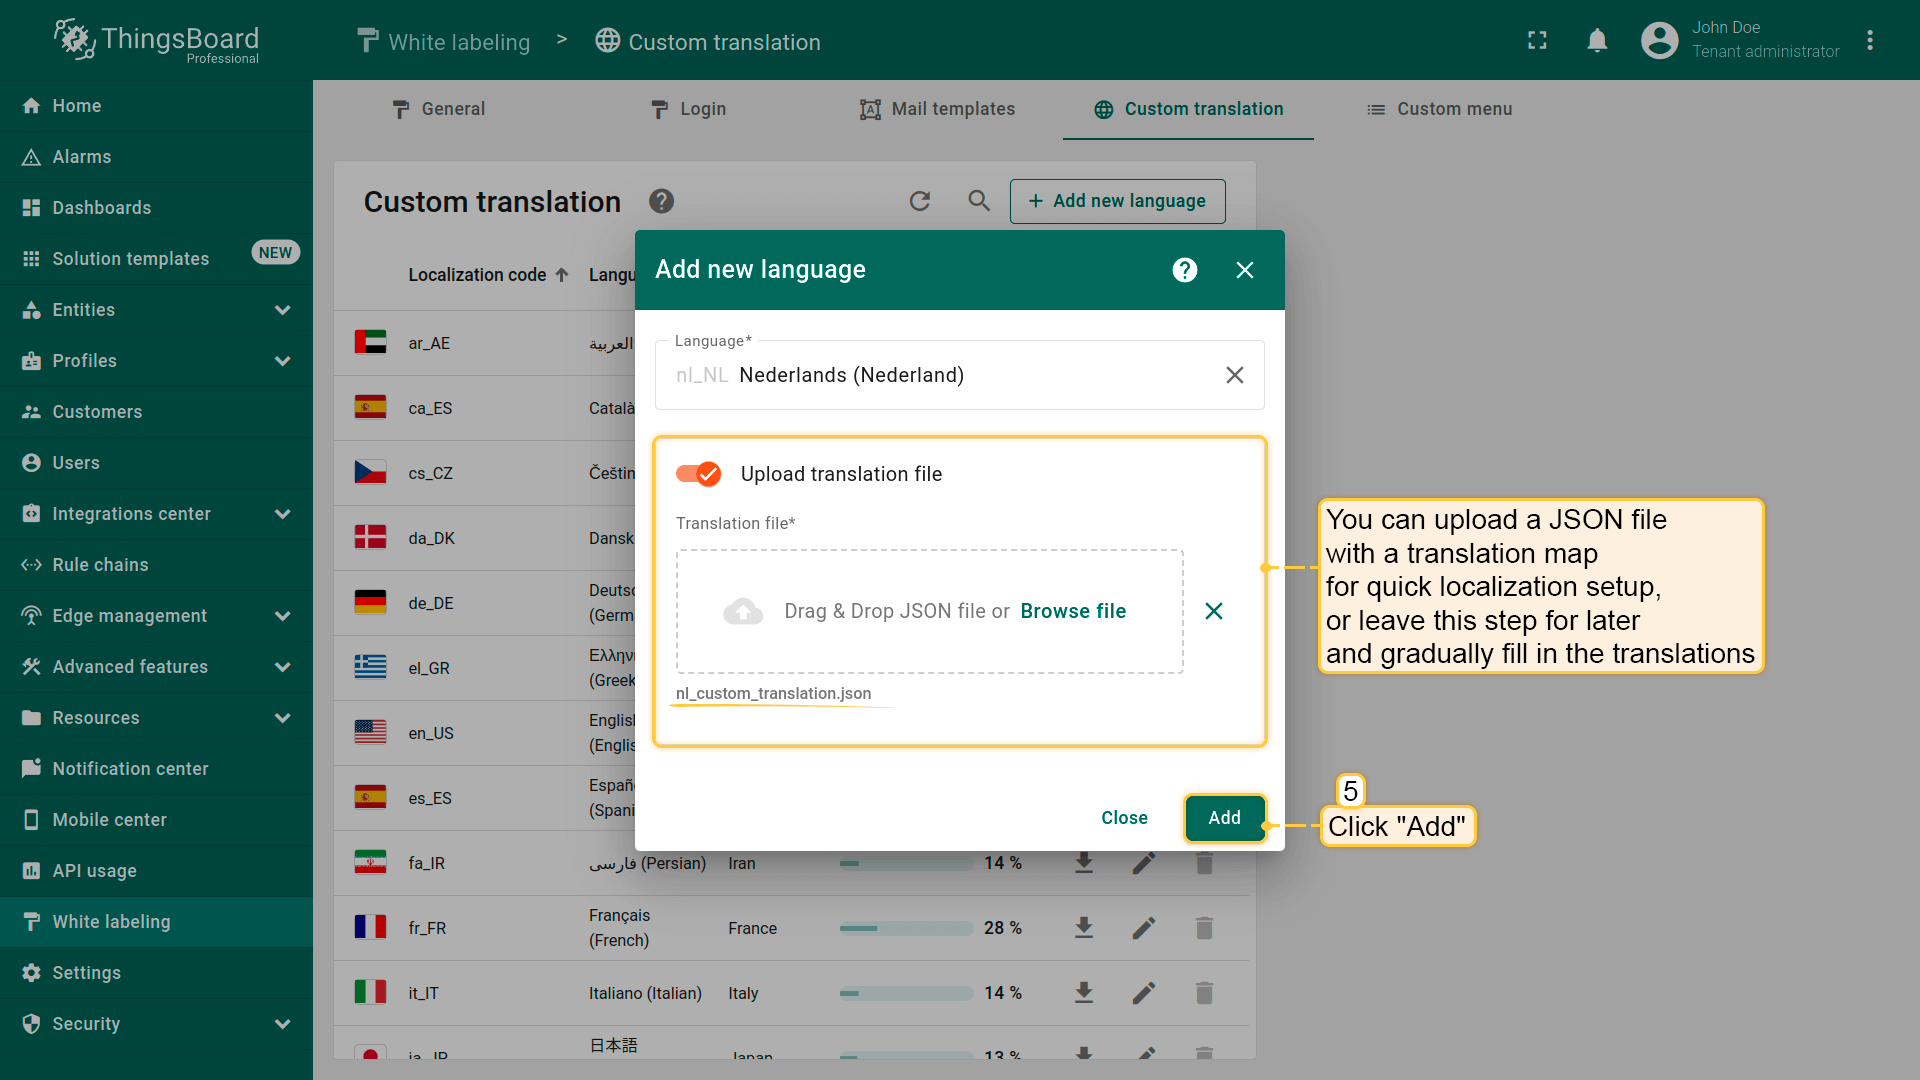 ThingsBoard
Professional
White labeling > Custom translation
John Doe
Tenant administrator
Home
Alarms
Dashboards
Solution templates NEW
Entities
Profiles
Customers
Users
Integrations center
Rule chains
Edge management
Advanced features
Resources
Notification center
Mobile center
API usage
White labeling
Settings
Security
General
Login
Mail templates
Custom translation
Custom menu
Custom translation
+ Add new language
Localization code
Langu
ar_AE العربية
ca_ES Català
cs_CZ Češtin
da_DK Dansk
de_DE Deutsc
(Germ
el_GR Ελλην
(Greek
en_US English
(Englis
es_ES Españo
(Spani
fa_IR فارسی (Persian) Iran 14 %
fr_FR Français
(French) France 28 %
it_IT Italiano (Italian) Italy 14 %
ja_JP 日本語 Japan 13 %
Add new language
Language*
nl_NL Nederlands (Nederland)
Upload translation file
Translation file*
Drag & Drop JSON file or Browse file
nl_custom_translation.json
Close
Add
You can upload a JSON file
with a translation map
for quick localization setup,
or leave this step for later
and gradually fill in the translations
5
Click "Add"